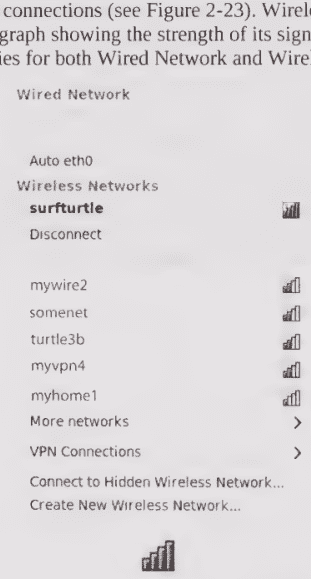 connections (see Figure 2-23). Wirele
graph showing the strength of its sign
ies for both Wired Network and Wirel
Wired Network
Auto eth0
Wireless Networks
surfturtle
Disconnect
mywire2
somenet
turtle3b
myvpn4
myhome1
More networks >
VPN Connections >
Connect to Hidden Wireless Network...
Create New Wireless Network...